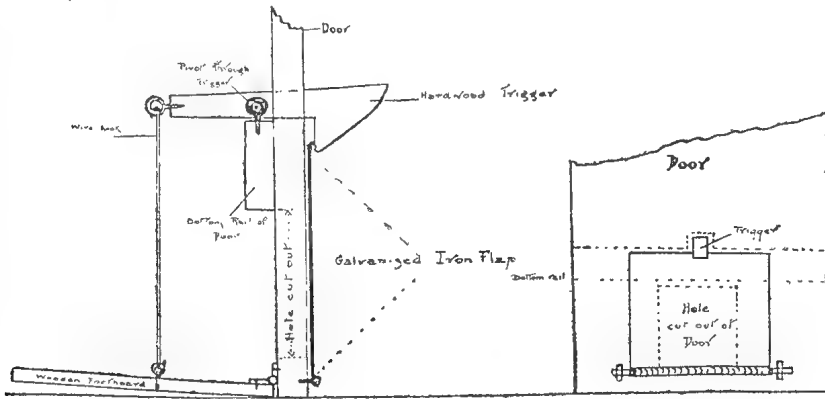 Door
Pivot through
Trigger
Hardwood Trigger
Wire
Bottom Rail of
Door
Galvanized Iron Flap
Hole cut out
Wooden Footboard
Door
Trigger
Bottom rail
Hole
cut out of
Door